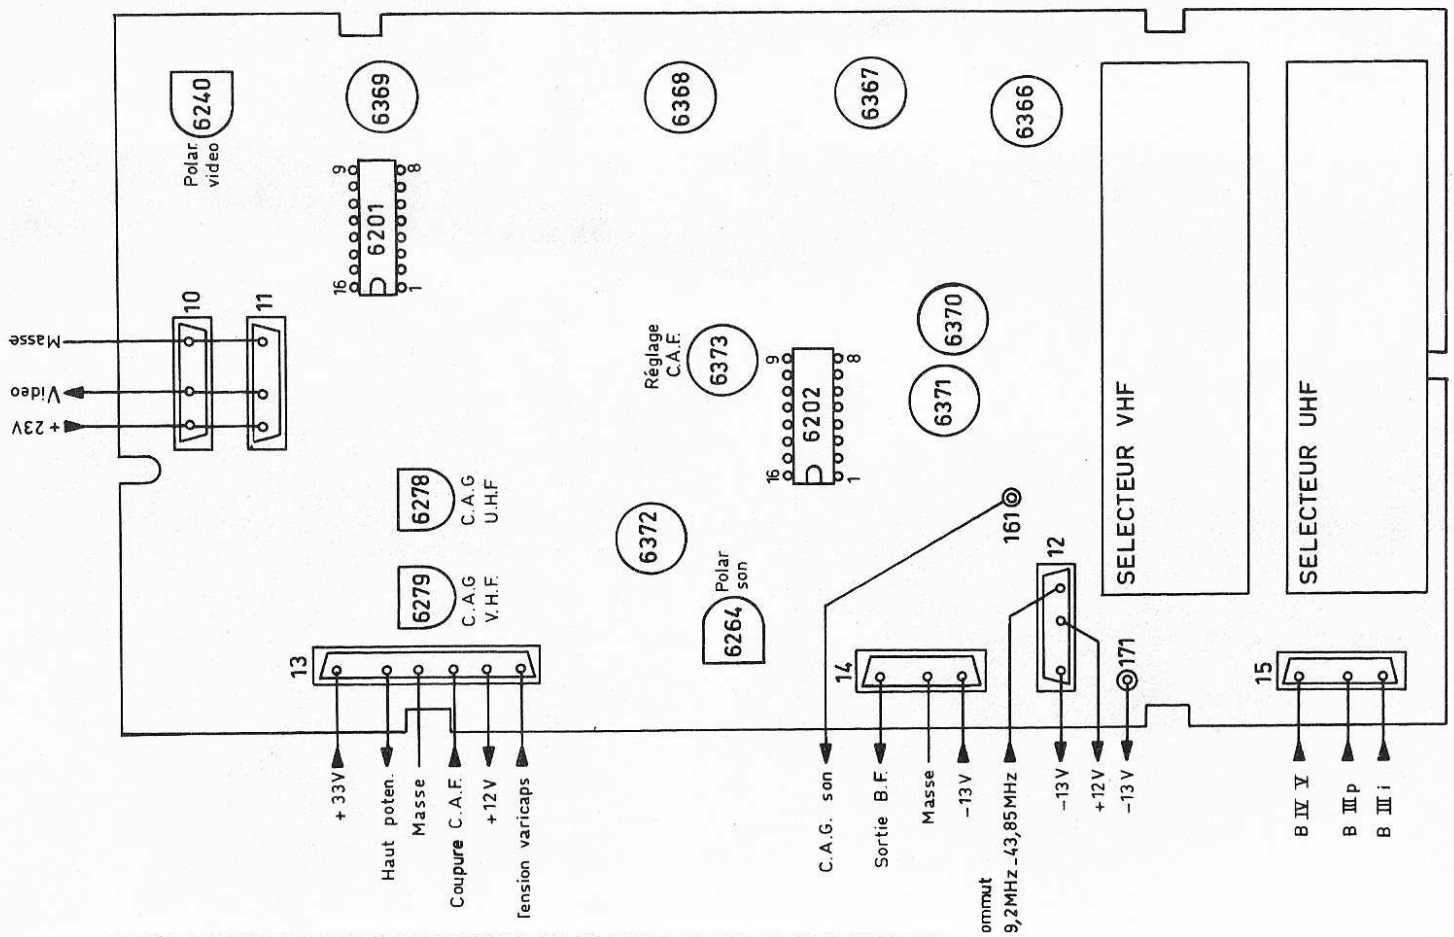 6240
Polar.
video
6369
6368
6367
6366
9
8
6201
16
1
10
11
Masse
Video
+23V
Réglage
C.A.F.
6373
6370
6371
9
8
6202
16
1
6278
C.A.G
U.H.F
6279
C.A.G
V.H.F.
6372
Polar
son
6264
161
12
171
13
14
15
SELECTEUR VHF
SELECTEUR UHF
+33V
Haut poten.
Masse
Coupure C.A.F.
+12V
Tension varicaps
C.A.G. son
Sortie B.F.
Masse
-13V
ommut
9,2MHz_43,85MHz
-13V
+12V
-13V
B IV V
B III p
B III i